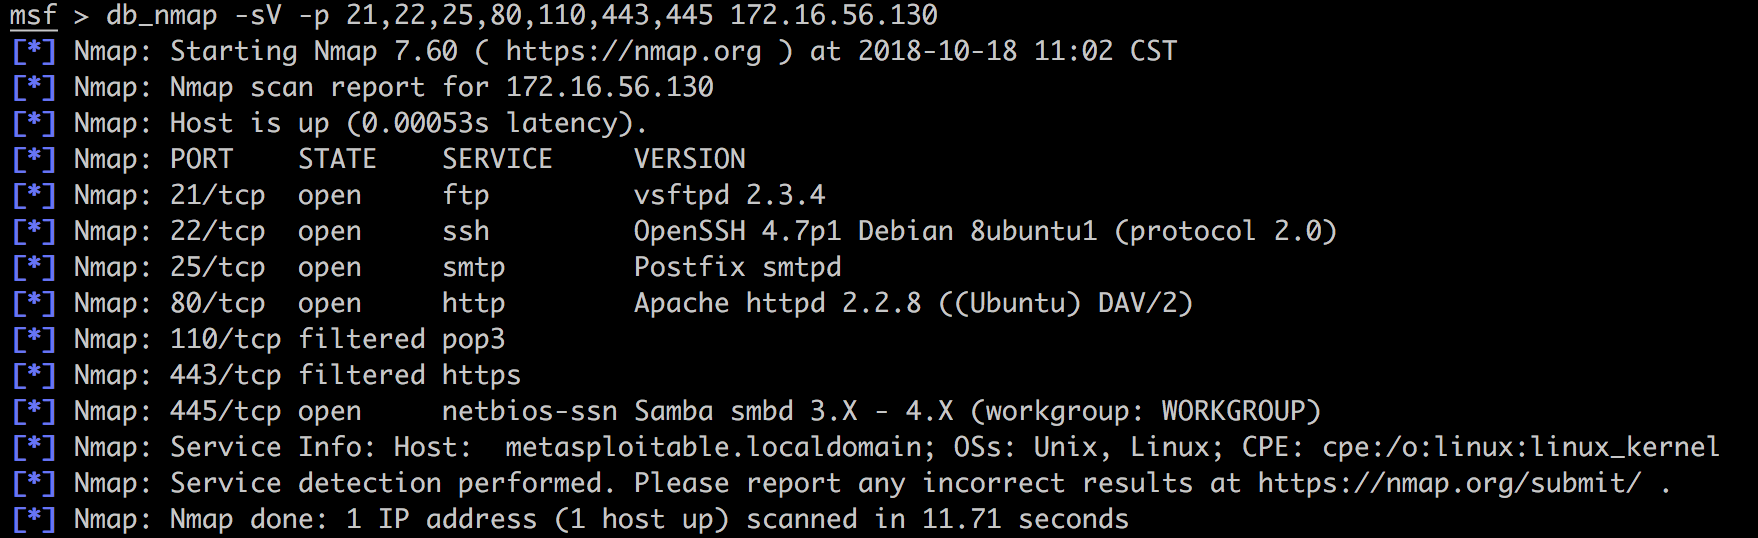 msf > db_nmap -sV -p 21,22,25,80,110,443,445 172.16.56.130
[*] Nmap: Starting Nmap 7.60 ( https://nmap.org ) at 2018-10-18 11:02 CST
[*] Nmap: Nmap scan report for 172.16.56.130
[*] Nmap: Host is up (0.00053s latency).
[*] Nmap: PORT    STATE    SERVICE     VERSION
[*] Nmap: 21/tcp  open     ftp         vsftpd 2.3.4
[*] Nmap: 22/tcp  open     ssh         OpenSSH 4.7p1 Debian 8ubuntu1 (protocol 2.0)
[*] Nmap: 25/tcp  open     smtp        Postfix smtpd
[*] Nmap: 80/tcp  open     http        Apache httpd 2.2.8 ((Ubuntu) DAV/2)
[*] Nmap: 110/tcp filtered pop3
[*] Nmap: 443/tcp filtered https
[*] Nmap: 445/tcp open     netbios-ssn Samba smbd 3.X - 4.X (workgroup: WORKGROUP)
[*] Nmap: Service Info: Host:  metasploitable.localdomain; OSs: Unix, Linux; CPE: cpe:/o:linux:linux_kernel
[*] Nmap: Service detection performed. Please report any incorrect results at https://nmap.org/submit/ .
[*] Nmap: Nmap done: 1 IP address (1 host up) scanned in 11.71 seconds